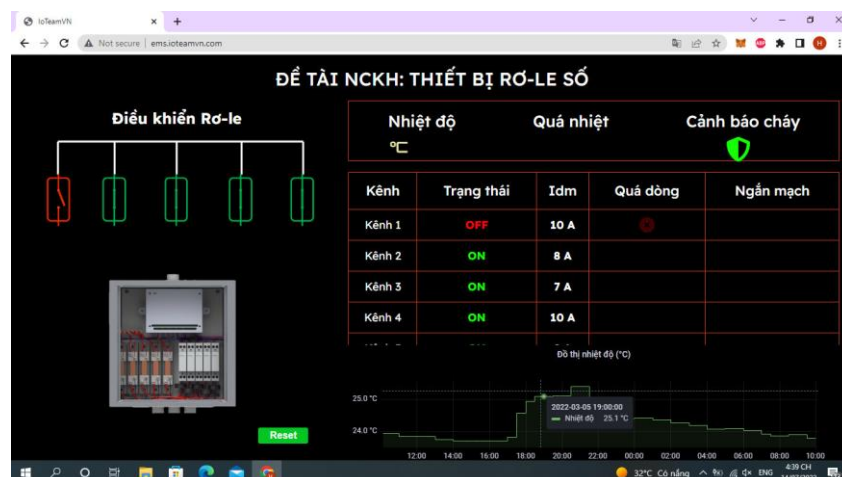 IoTeamVN
Not secure | ems.ioteamvn.com
ĐỀ TÀI NCKH: THIẾT BỊ RƠ-LE SỐ
Điều khiển Rơ-le
Nhiệt độ Quá nhiệt Cảnh báo cháy
°C
Kênh Trạng thái Idm Quá dòng Ngắn mạch
Kênh 1 OFF 10 A
Kênh 2 ON 8 A
Kênh 3 ON 7 A
Kênh 4 ON 10 A
Đồ thị nhiệt độ (°C)
25.0 °C
2022-03-05 19:00:00
Nhiệt độ 25.1 °C
24.0 °C
Reset
12:00 14:00 16:00 18:00 20:00 22:00 00:00 02:00 04:00 06:00 08:00 10:00
32°C Có nắng ENG 4:39 CH